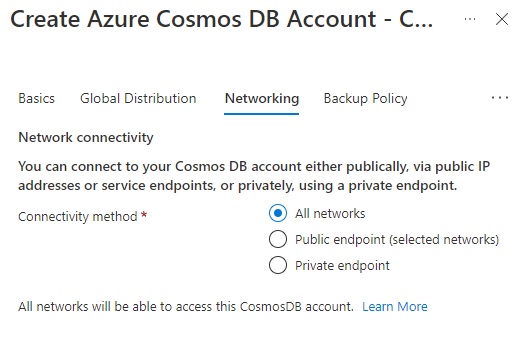 Create Azure Cosmos DB Account - C...
Basics Global Distribution Networking Backup Policy
Network connectivity
You can connect to your Cosmos DB account either publically, via public IP
addresses or service endpoints, or privately, using a private endpoint.
Connectivity method * All networks
Public endpoint (selected networks)
Private endpoint
All networks will be able to access this CosmosDB account. Learn More